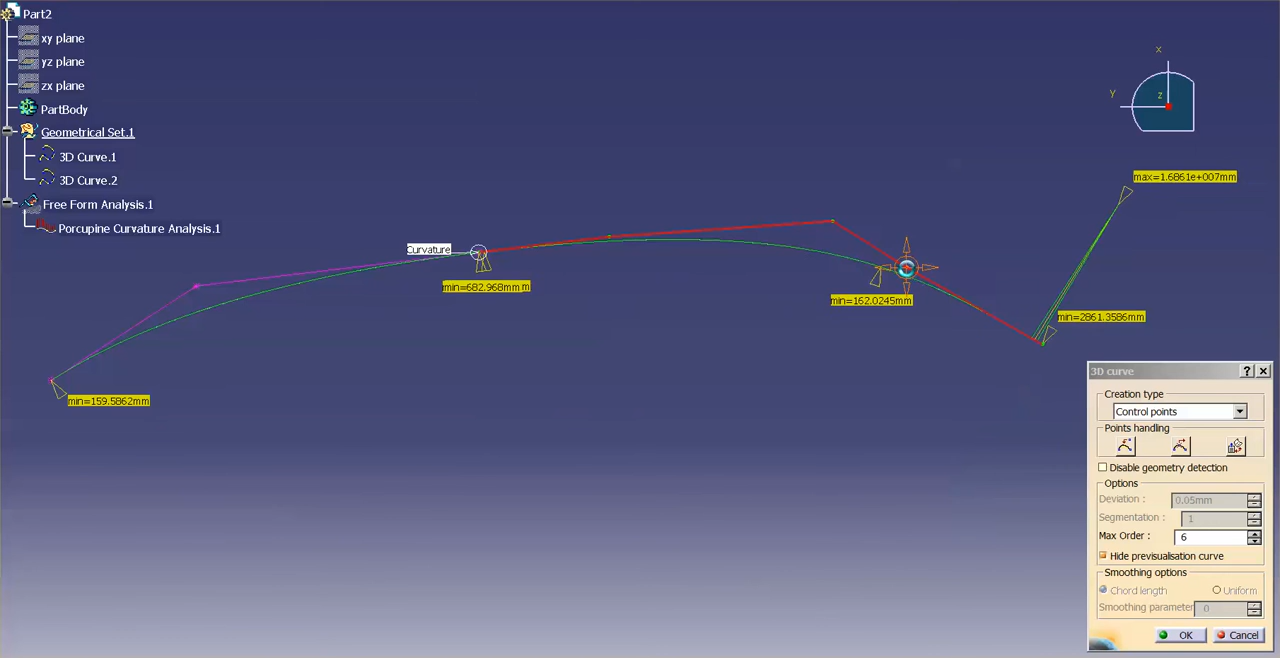 Part2
xy plane
yz plane
zx plane
PartBody
Geometrical Set.1
3D Curve.1
3D Curve.2
Free Form Analysis.1
Porcupine Curvature Analysis.1
x
Y
z
max=1.6861e+007mm
Curvature
min=682.968mm m
min=162.0245mm
min=2861.3586mm
min=159.5862mm
3D curve
?
Creation type
Control points
Points handling
Disable geometry detection
Options
Deviation : 0.05mm
Segmentation : 1
Max Order : 6
Hide previsualisation curve
Smoothing options
Chord length Uniform
Smoothing parameter 0
OK Cancel